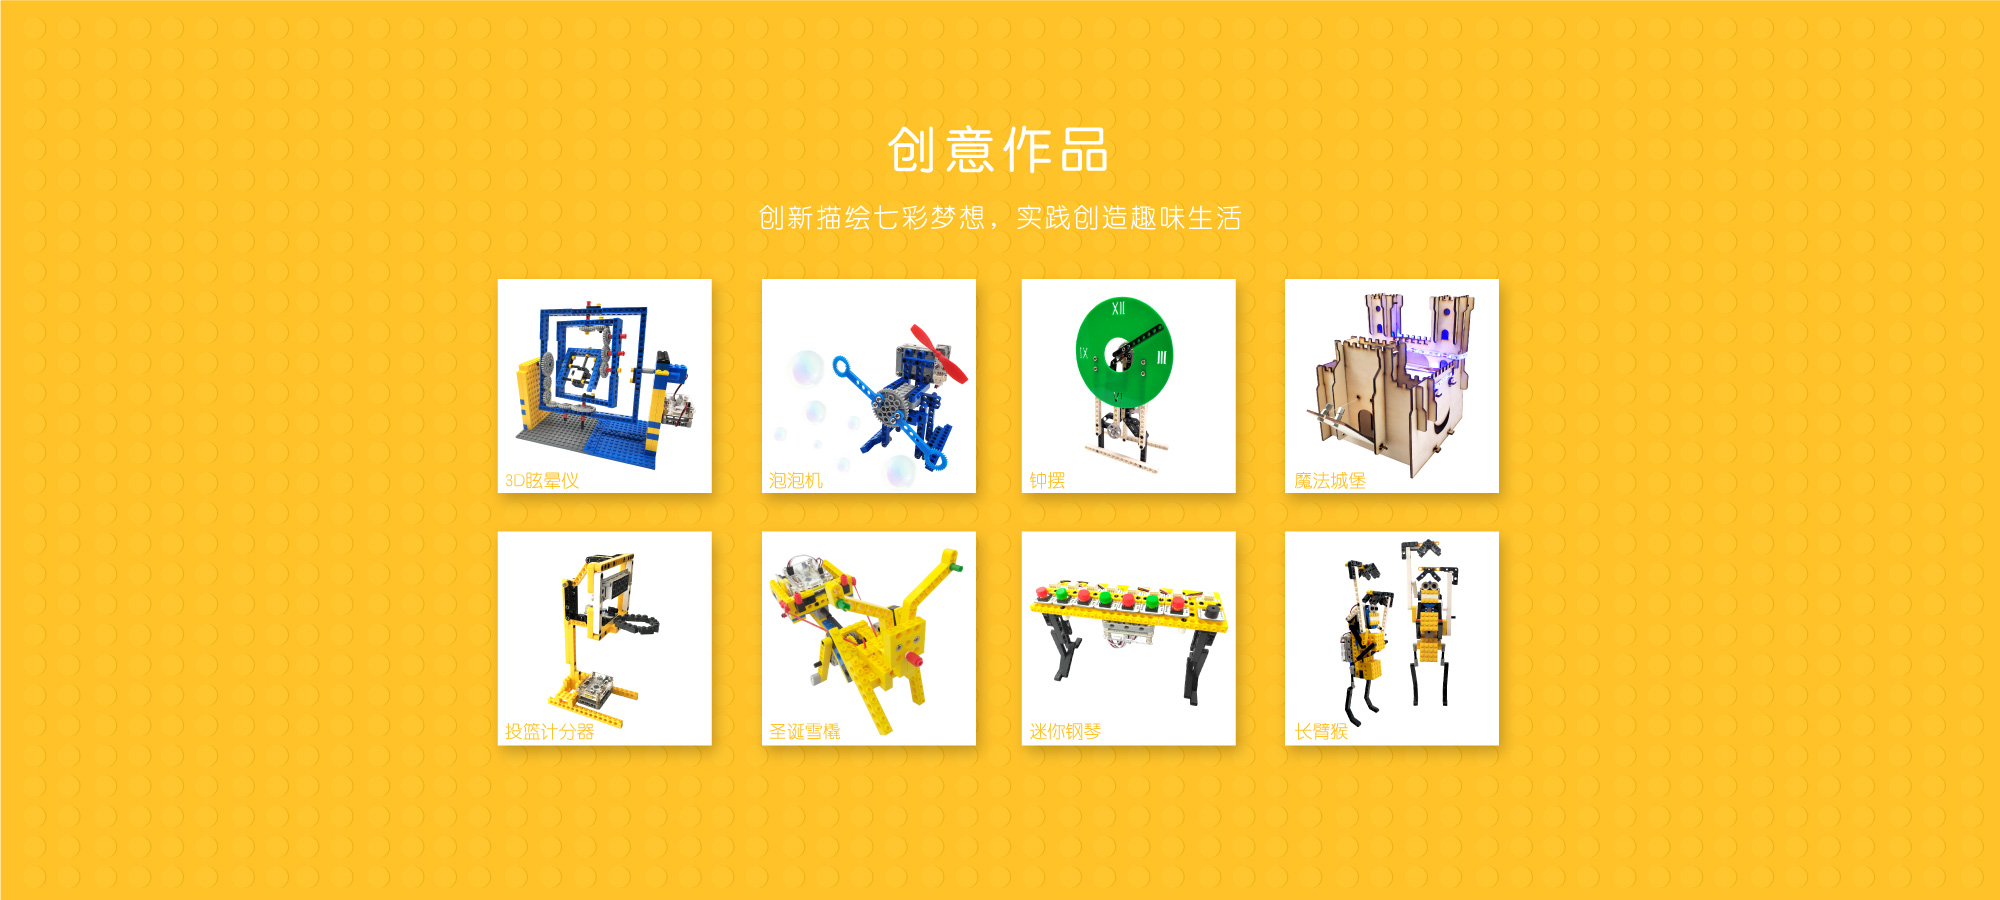 创意作品
创新描绘七彩梦想，实践创造趣味生活
XII
IX
III
VI
3D眩晕仪
泡泡机
钟摆
魔法城堡
投篮计分器
圣诞雪橇
迷你钢琴
长臂猴